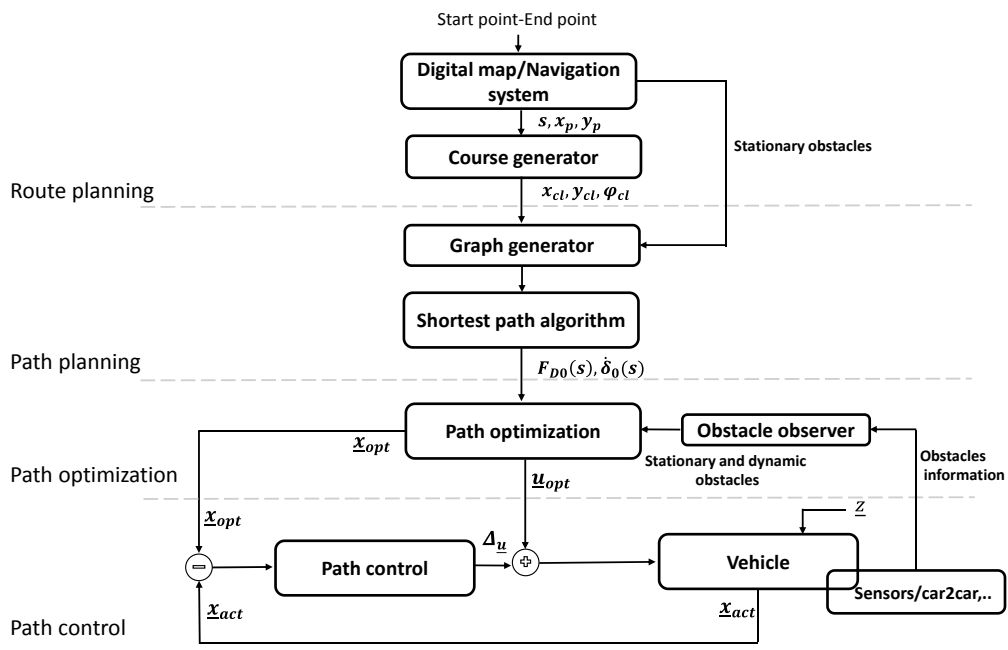 Start point-End point
Digital map/Navigation
system
s, x_p, y_p
Course generator
Stationary obstacles
Route planning
x_cl, y_cl, φ_cl
Graph generator
Shortest path algorithm
Path planning
F_D0(s), δ̇_0(s)
Path optimization
Obstacle observer
x_opt
Stationary and dynamic
obstacles
Obstacles
information
Path optimization
u_opt
x_opt
z
Δ_u
−
Path control
+
Vehicle
Sensors/car2car,..
x_act
x_act
Path control